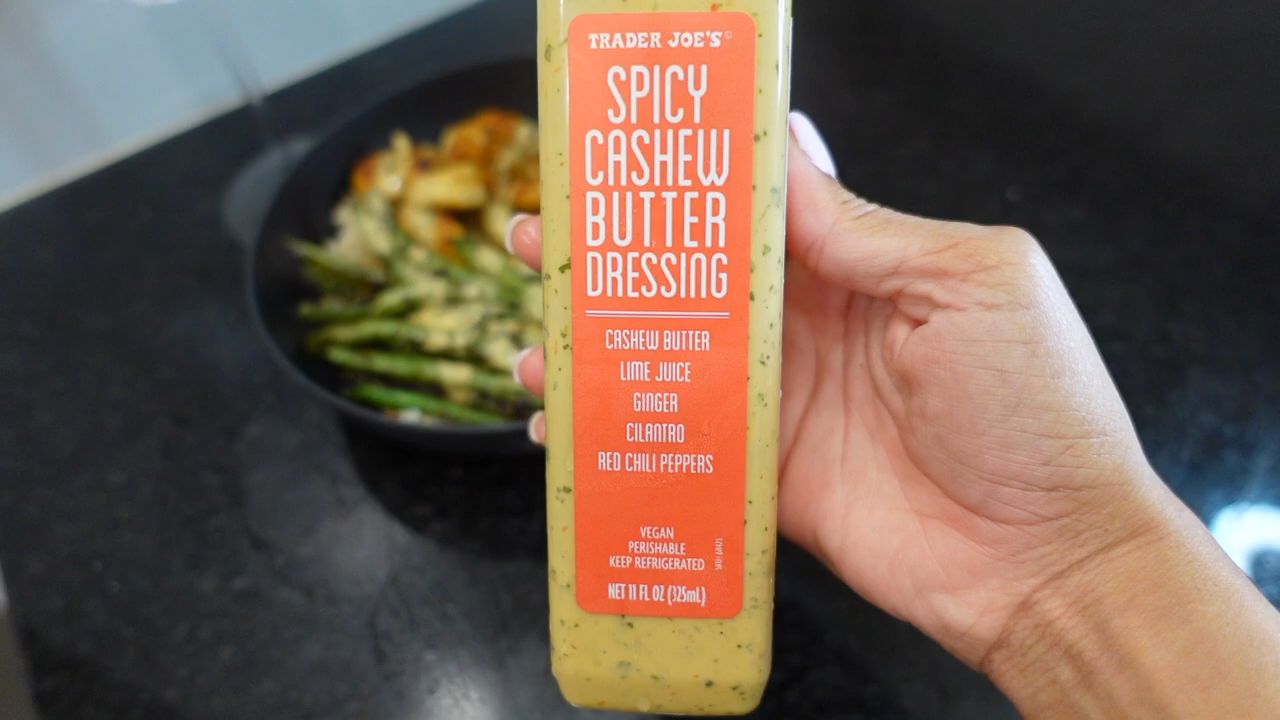 TRADER JOE'S©
SPICY
CASHEW
BUTTER
DRESSING
CASHEW BUTTER
LIME JUICE
GINGER
CILANTRO
RED CHILI PEPPERS
VEGAN
PERISHABLE
KEEP REFRIGERATED
NET 11 FL OZ (325mL)